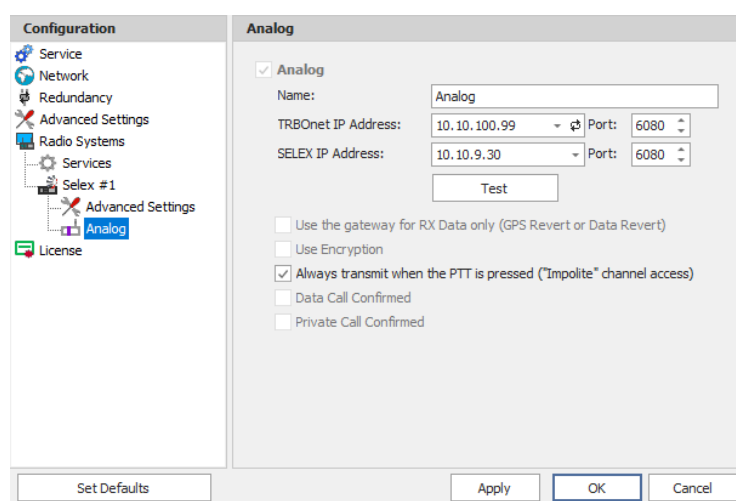 Configuration
Service
Network
Redundancy
Advanced Settings
Radio Systems
Services
Selex #1
Advanced Settings
Analog
License
Set Defaults
Analog
Analog
Name: Analog
TRBOnet IP Address: 10.10.100.99 Port: 6080
SELEX IP Address: 10.10.9.30 Port: 6080
Test
Use the gateway for RX Data only (GPS Revert or Data Revert)
Use Encryption
Always transmit when the PTT is pressed ("Impolite" channel access)
Data Call Confirmed
Private Call Confirmed
Apply OK Cancel